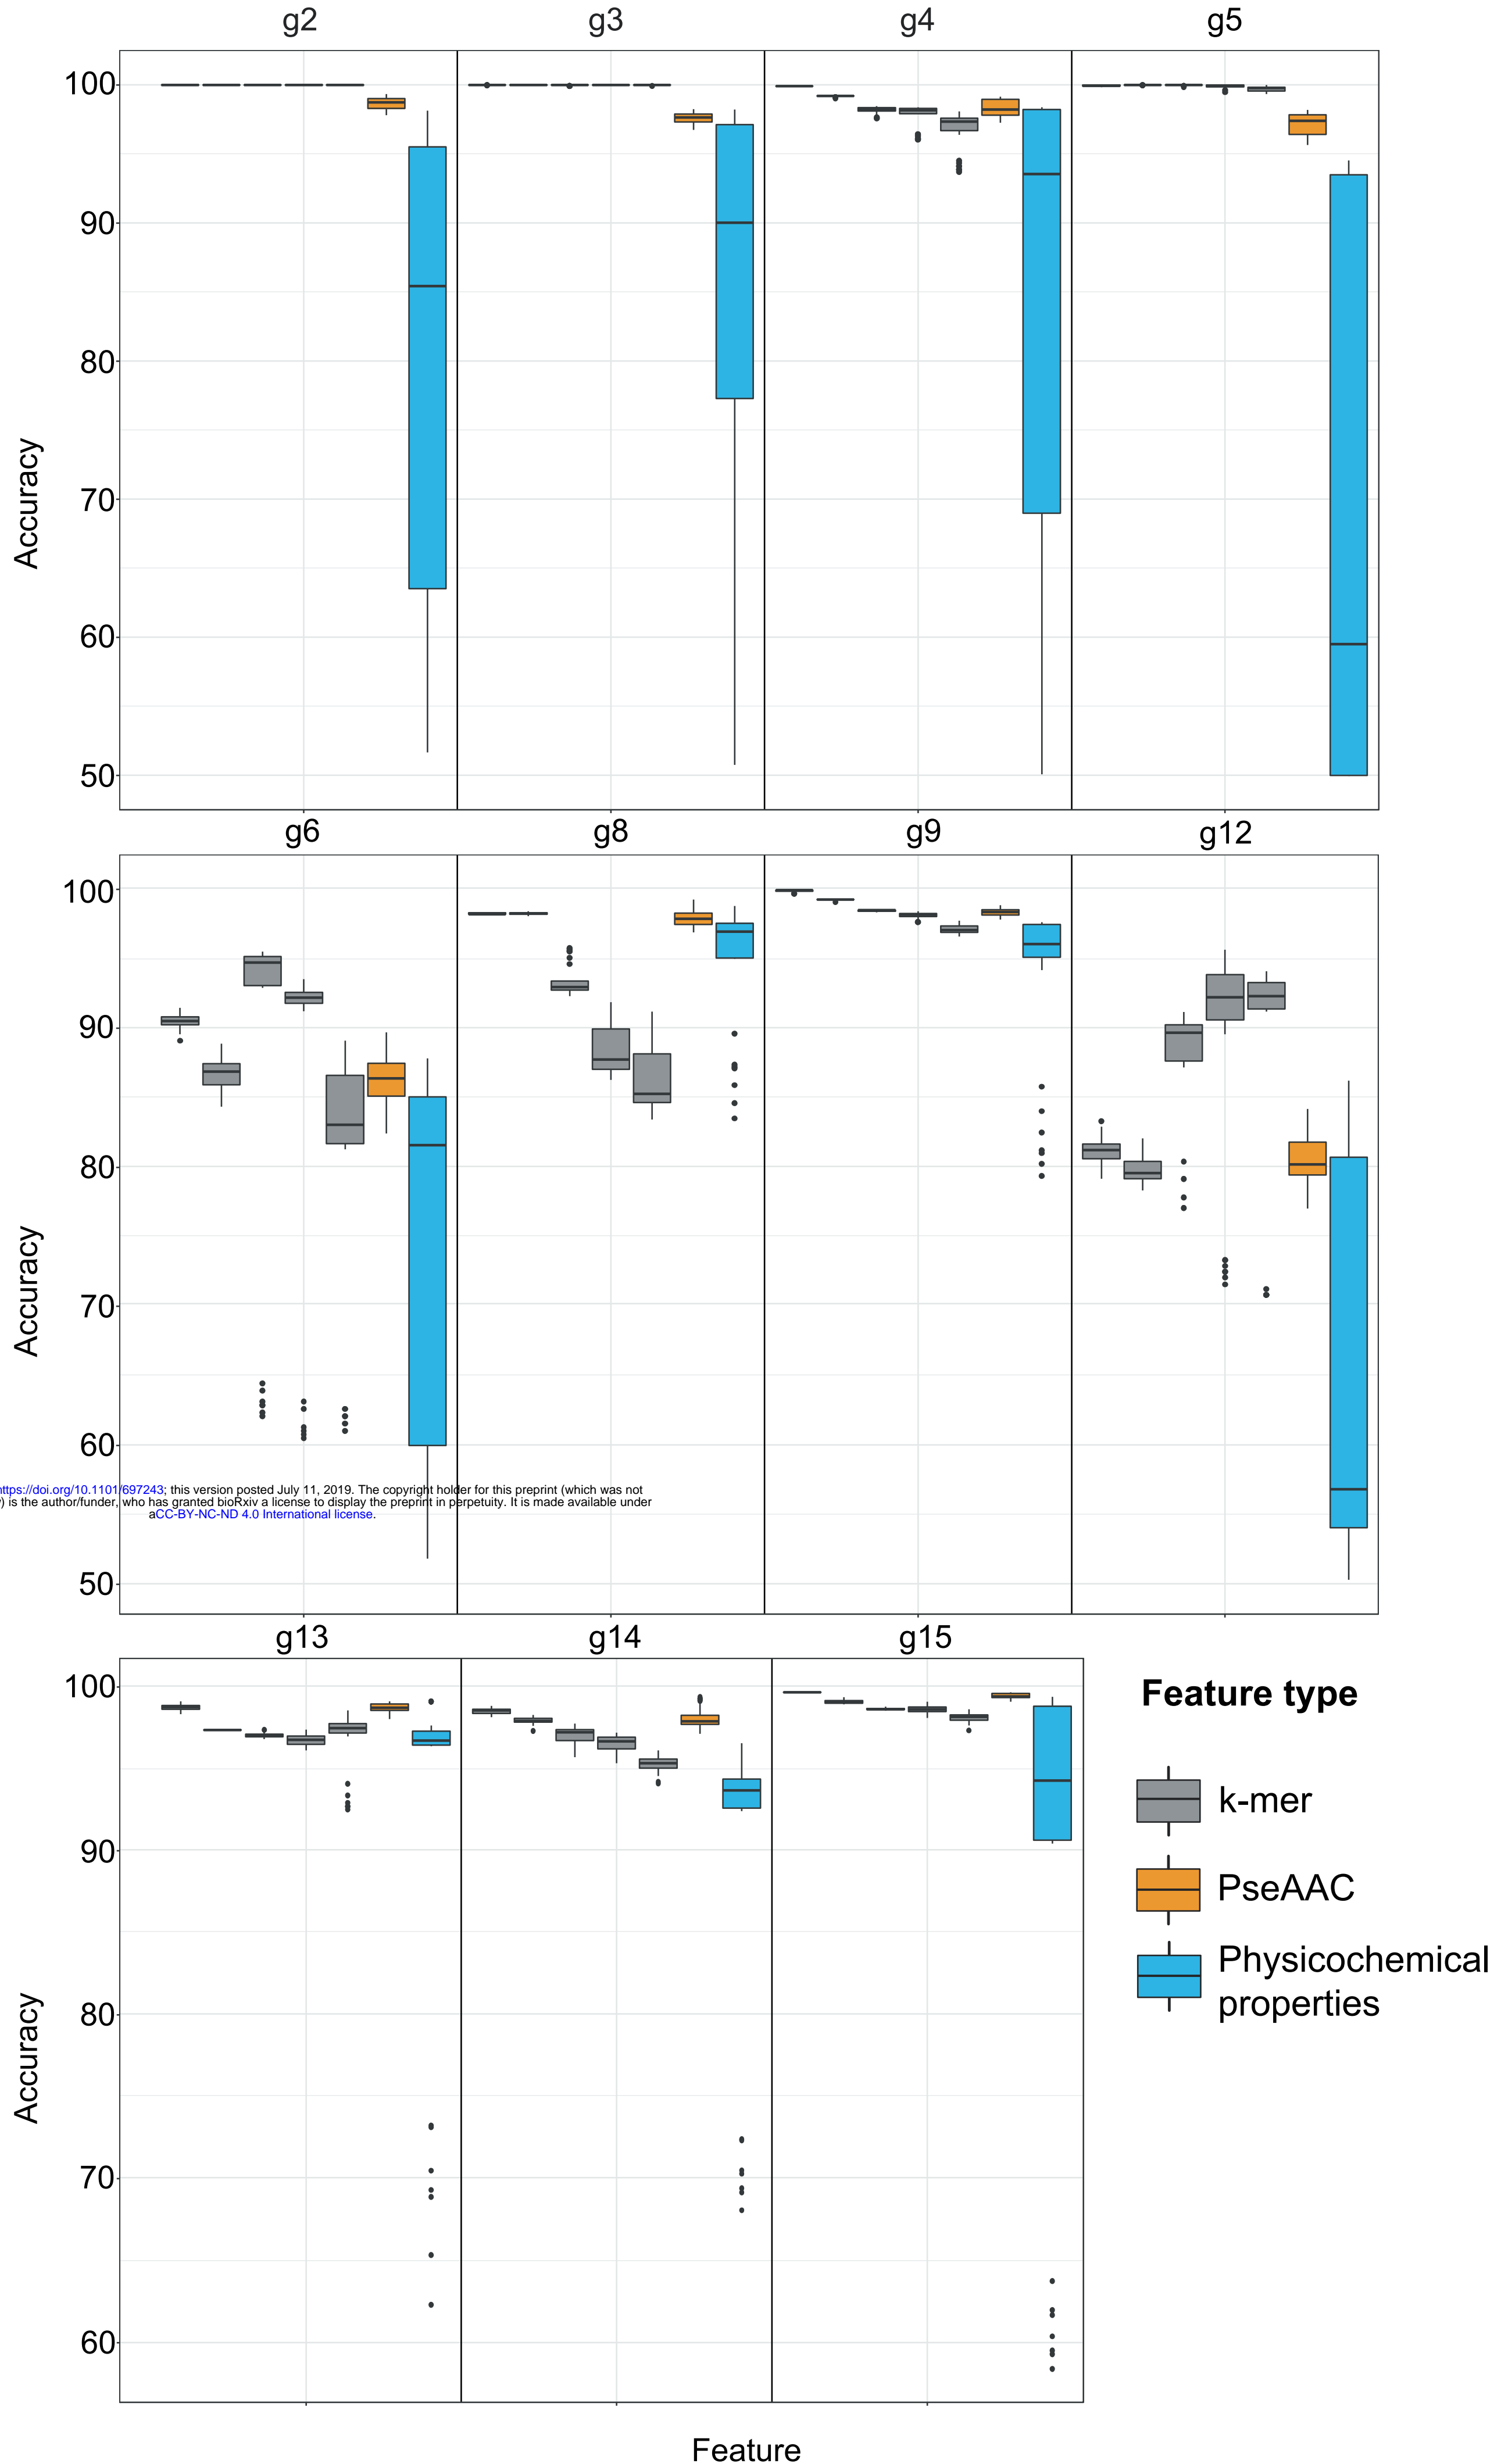 g2 g3 g4 g5
100
90
80
70
60
50
Accuracy
g6 g8 g9 g12
100
90
80
70
60
50
Accuracy
https://doi.org/10.1101/697243; this version posted July 11, 2019. The copyright holder for this preprint (which was not
) is the author/funder, who has granted bioRxiv a license to display the preprint in perpetuity. It is made available under
aCC-BY-NC-ND 4.0 International license.
g13 g14 g15
100
90
80
70
60
Accuracy
Feature
Feature type
k-mer
PseAAC
Physicochemical
properties